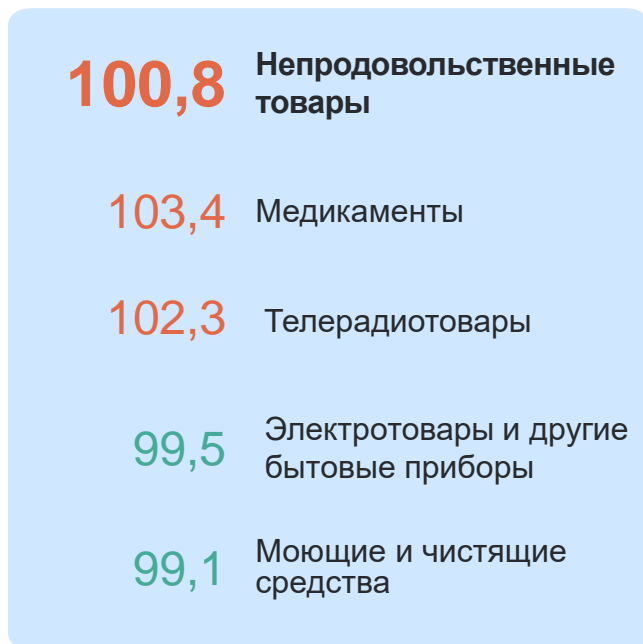 100,8 Непродовольственные
товары
103,4 Медикаменты
102,3 Телерадиотовары
99,5 Электротовары и другие
бытовые приборы
99,1 Моющие и чистящие
средства